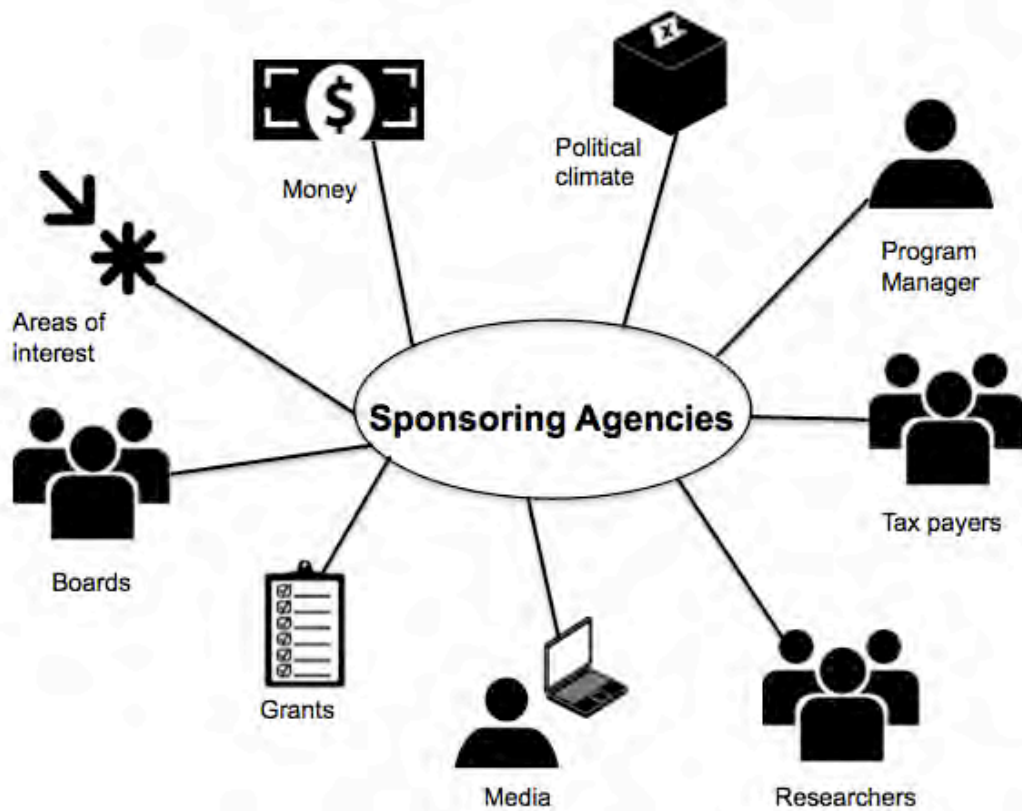 $
x
Money
Political
climate
Program
Manager
Areas of
interest
Sponsoring Agencies
Boards
Tax payers
Grants
Media
Researchers